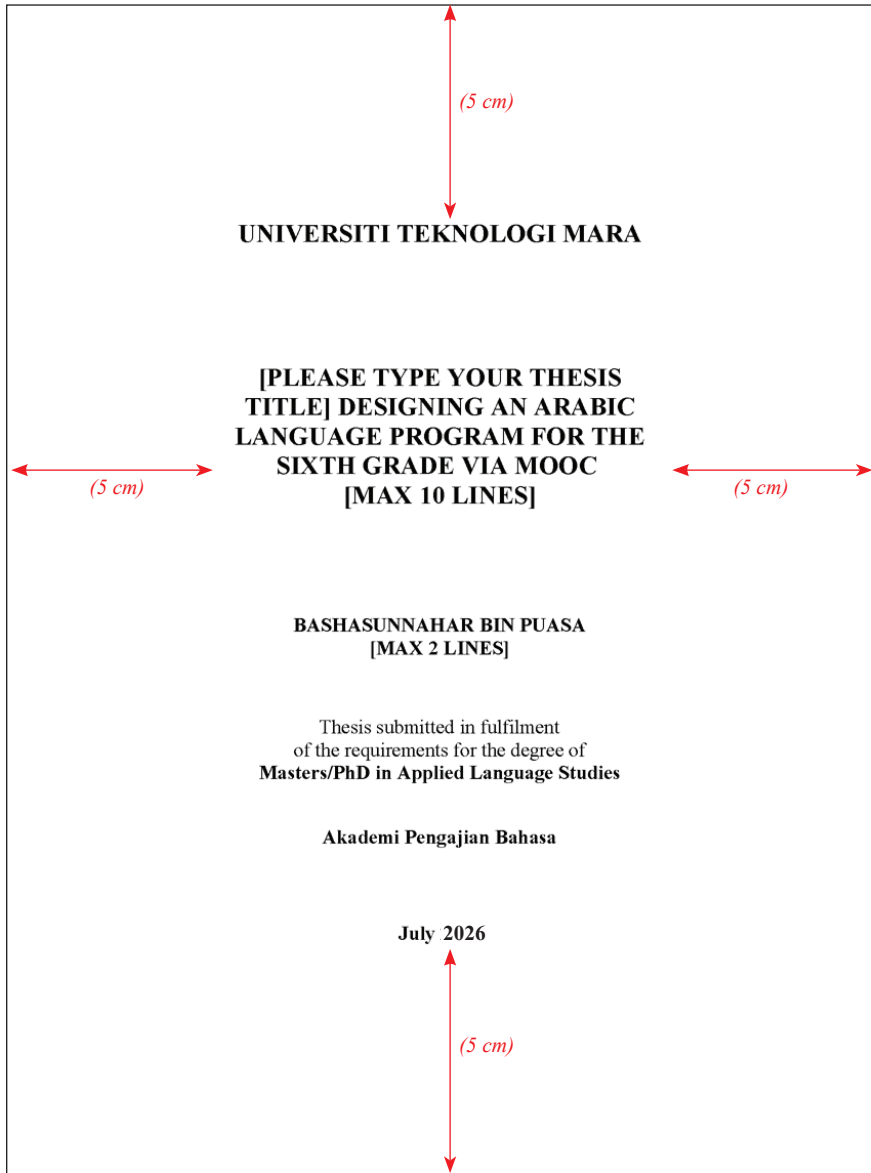 (5 cm)
UNIVERSITI TEKNOLOGI MARA
[PLEASE TYPE YOUR THESIS
TITLE] DESIGNING AN ARABIC
LANGUAGE PROGRAM FOR THE
SIXTH GRADE VIA MOOC
[MAX 10 LINES]
(5 cm)
(5 cm)
BASHASUNNAHAR BIN PUASA
[MAX 2 LINES]
Thesis submitted in fulfilment
of the requirements for the degree of
Masters/PhD in Applied Language Studies
Akademi Pengajian Bahasa
July 2026
(5 cm)